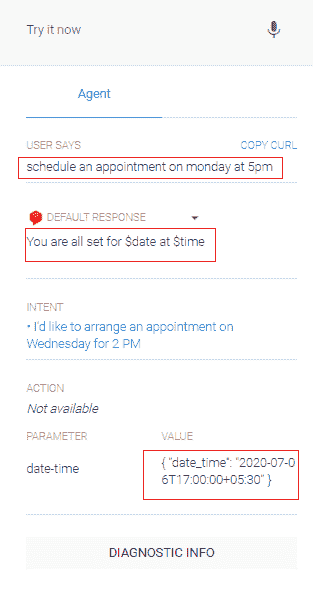 Try it now
Agent
USER SAYS COPY CURL
schedule an appointment on monday at 5pm
DEFAULT RESPONSE
You are all set for $date at $time
INTENT
• I'd like to arrange an appointment on
Wednesday for 2 PM
ACTION
Not available
PARAMETER VALUE
date-time { "date_time": "2020-07-0
6T17:00:00+05:30" }
DIAGNOSTIC INFO